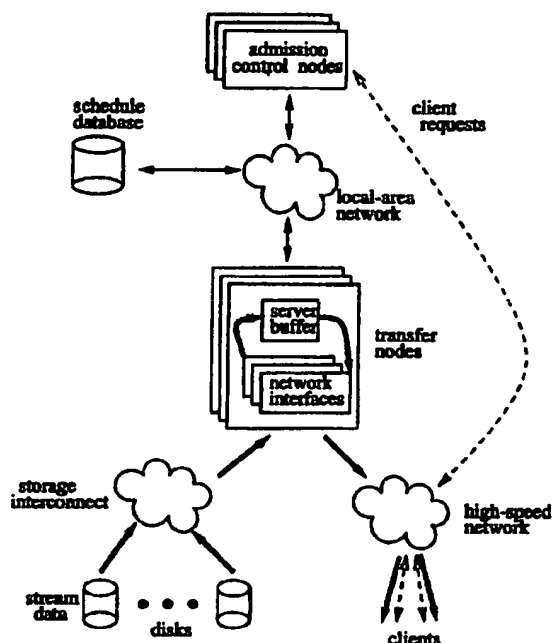 admission
control nodes
schedule
database
client
requests
local-area
network
server
buffer
transfer
nodes
network
interfaces
storage
interconnect
high-speed
network
stream
data
disks
clients